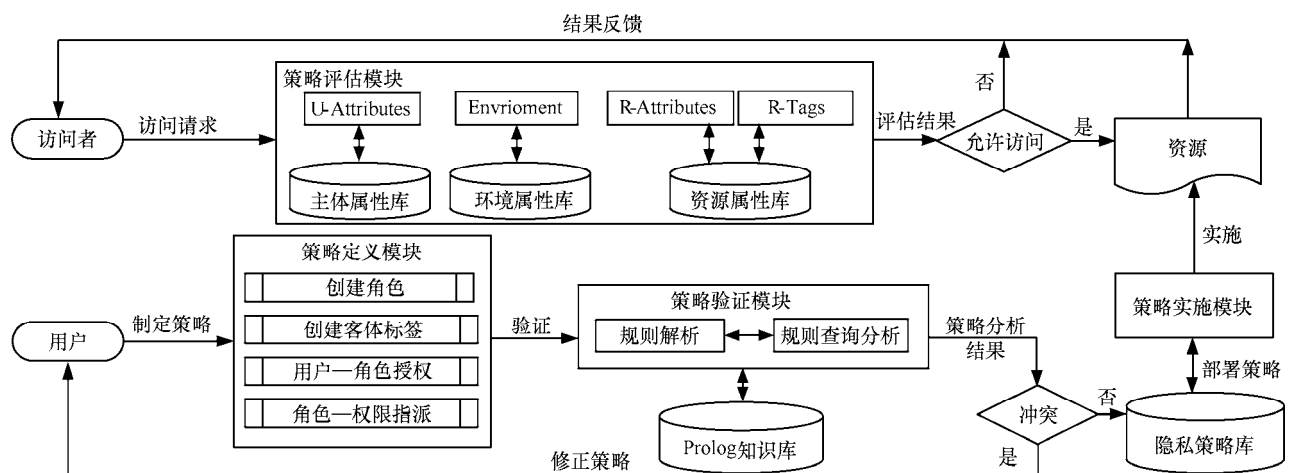 结果反馈
策略评估模块
U-Attributes
Envrioment
R-Attributes
R-Tags
否
访问者
访问请求
评估结果
允许访问
是
资源
主体属性库
环境属性库
资源属性库
实施
策略定义模块
创建角色
创建客体标签
用户—角色授权
角色—权限指派
策略验证模块
规则解析
规则查询分析
策略实施模块
用户
制定策略
验证
策略分析
结果
部署策略
冲突
否
隐私策略库
Prolog知识库
修正策略
是